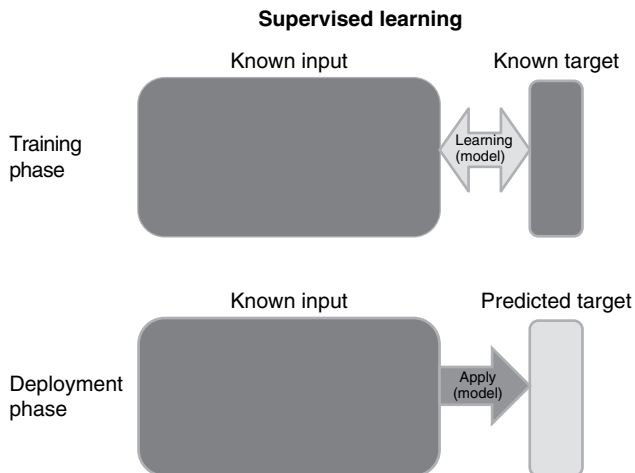 Supervised learning
Known input
Known target
Training
phase
Learning
(model)
Known input
Predicted target
Deployment
phase
Apply
(model)